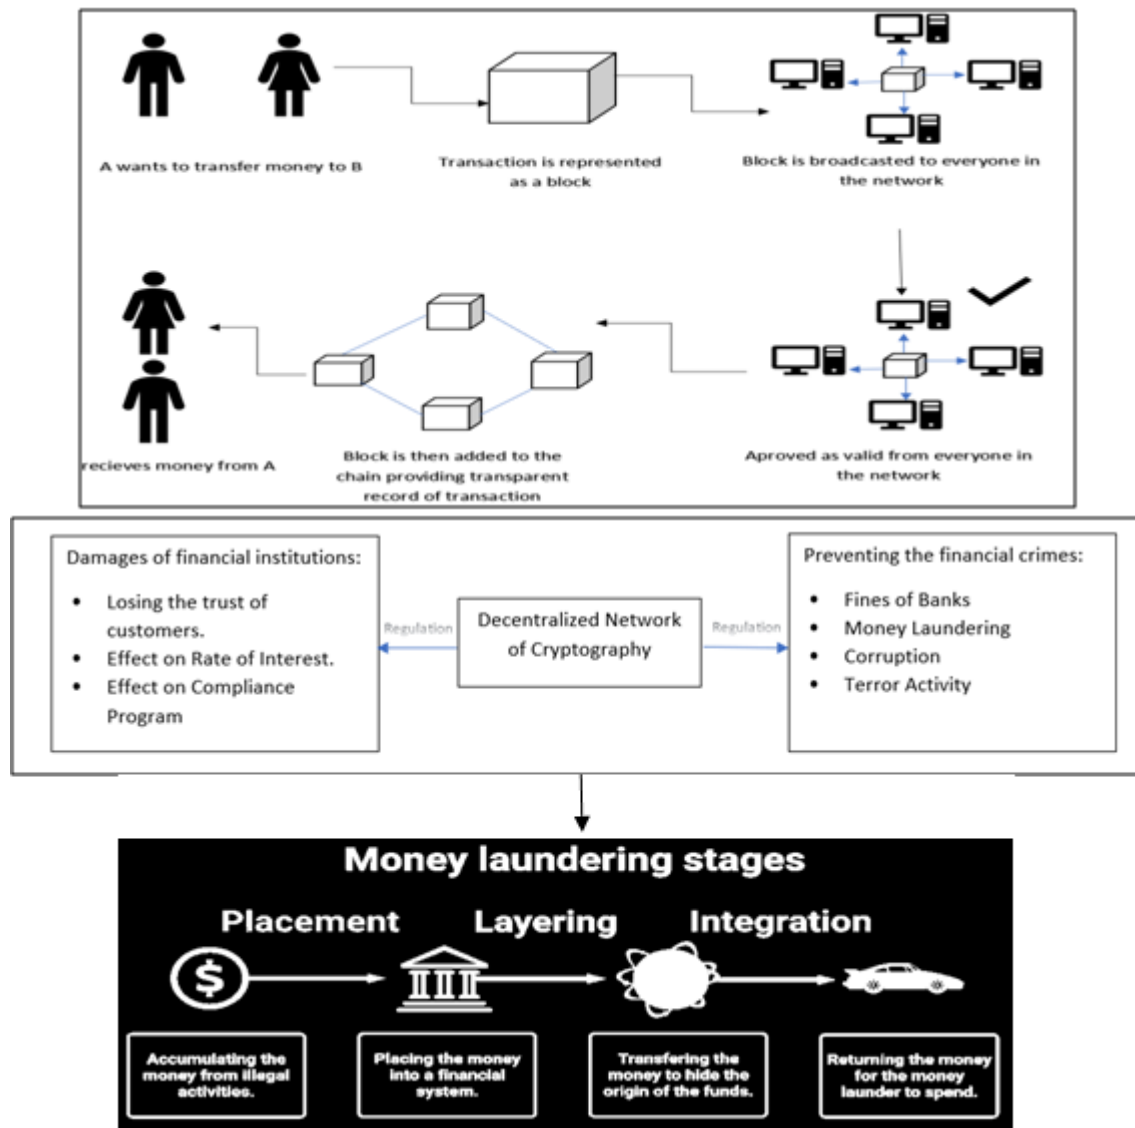 A wants to transfer money to B
Transaction is represented
as a block
Block is broadcasted to everyone in
the network
recieves money from A
Block is then added to the
chain providing transparent
record of transaction
Aproved as valid from everyone in
the network
Damages of financial institutions:
• Losing the trust of
customers.
• Effect on Rate of Interest.
• Effect on Compliance
Program
Regulation
Decentralized Network
of Cryptography
Regulation
Preventing the financial crimes:
• Fines of Banks
• Money Laundering
• Corruption
• Terror Activity
Money laundering stages
Placement
Layering
Integration
$
Accumulating the
money from illegal
activities.
Placing the money
into a financial
system.
Transfering the
money to hide the
origin of the funds.
Returning the money
for the money
launder to spend.